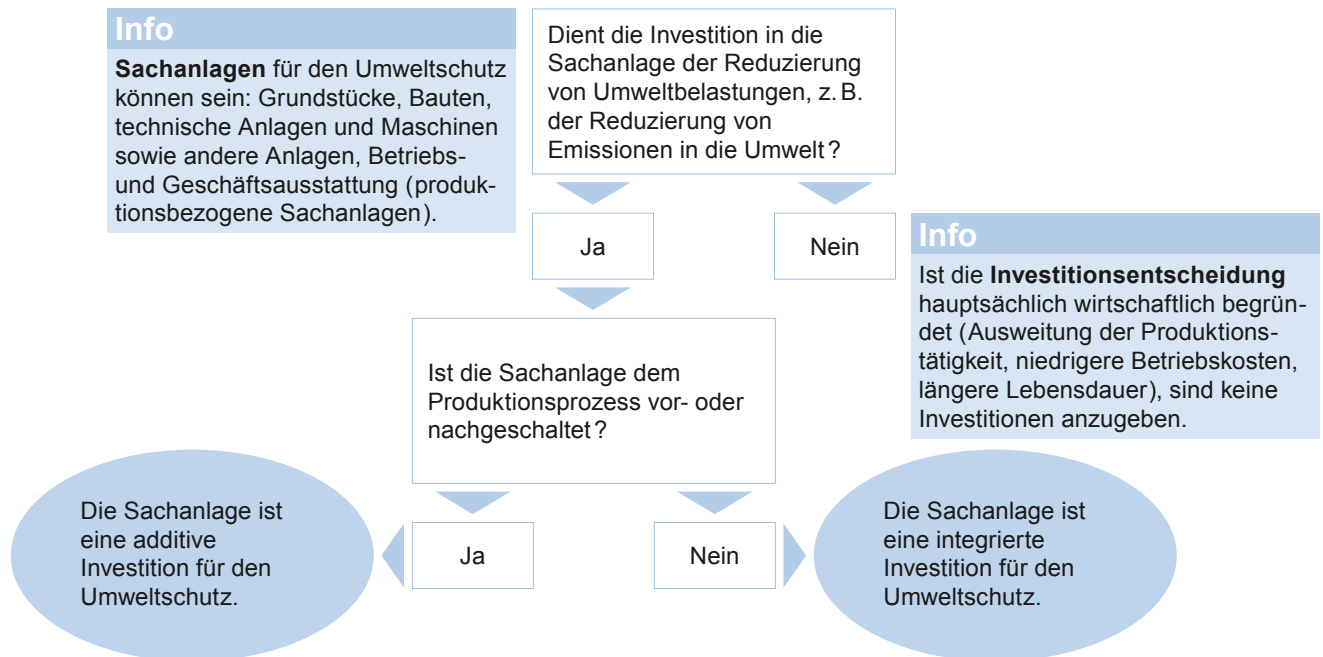 Info
Sachanlagen für den Umweltschutz
können sein: Grundstücke, Bauten,
technische Anlagen und Maschinen
sowie andere Anlagen, Betriebs-
und Geschäftsausstattung (produk-
tionsbezogene Sachanlagen).
Dient die Investition in die
Sachanlage der Reduzierung
von Umweltbelastungen, z. B.
der Reduzierung von
Emissionen in die Umwelt?
Ja
Nein
Info
Ist die Investitionsentscheidung
hauptsächlich wirtschaftlich begrün-
det (Ausweitung der Produktions-
tätigkeit, niedrigere Betriebskosten,
längere Lebensdauer), sind keine
Investitionen anzugeben.
Ist die Sachanlage dem
Produktionsprozess vor- oder
nachgeschaltet?
Die Sachanlage ist
eine additive
Investition für den
Umweltschutz.
Ja
Nein
Die Sachanlage ist
eine integrierte
Investition für den
Umweltschutz.